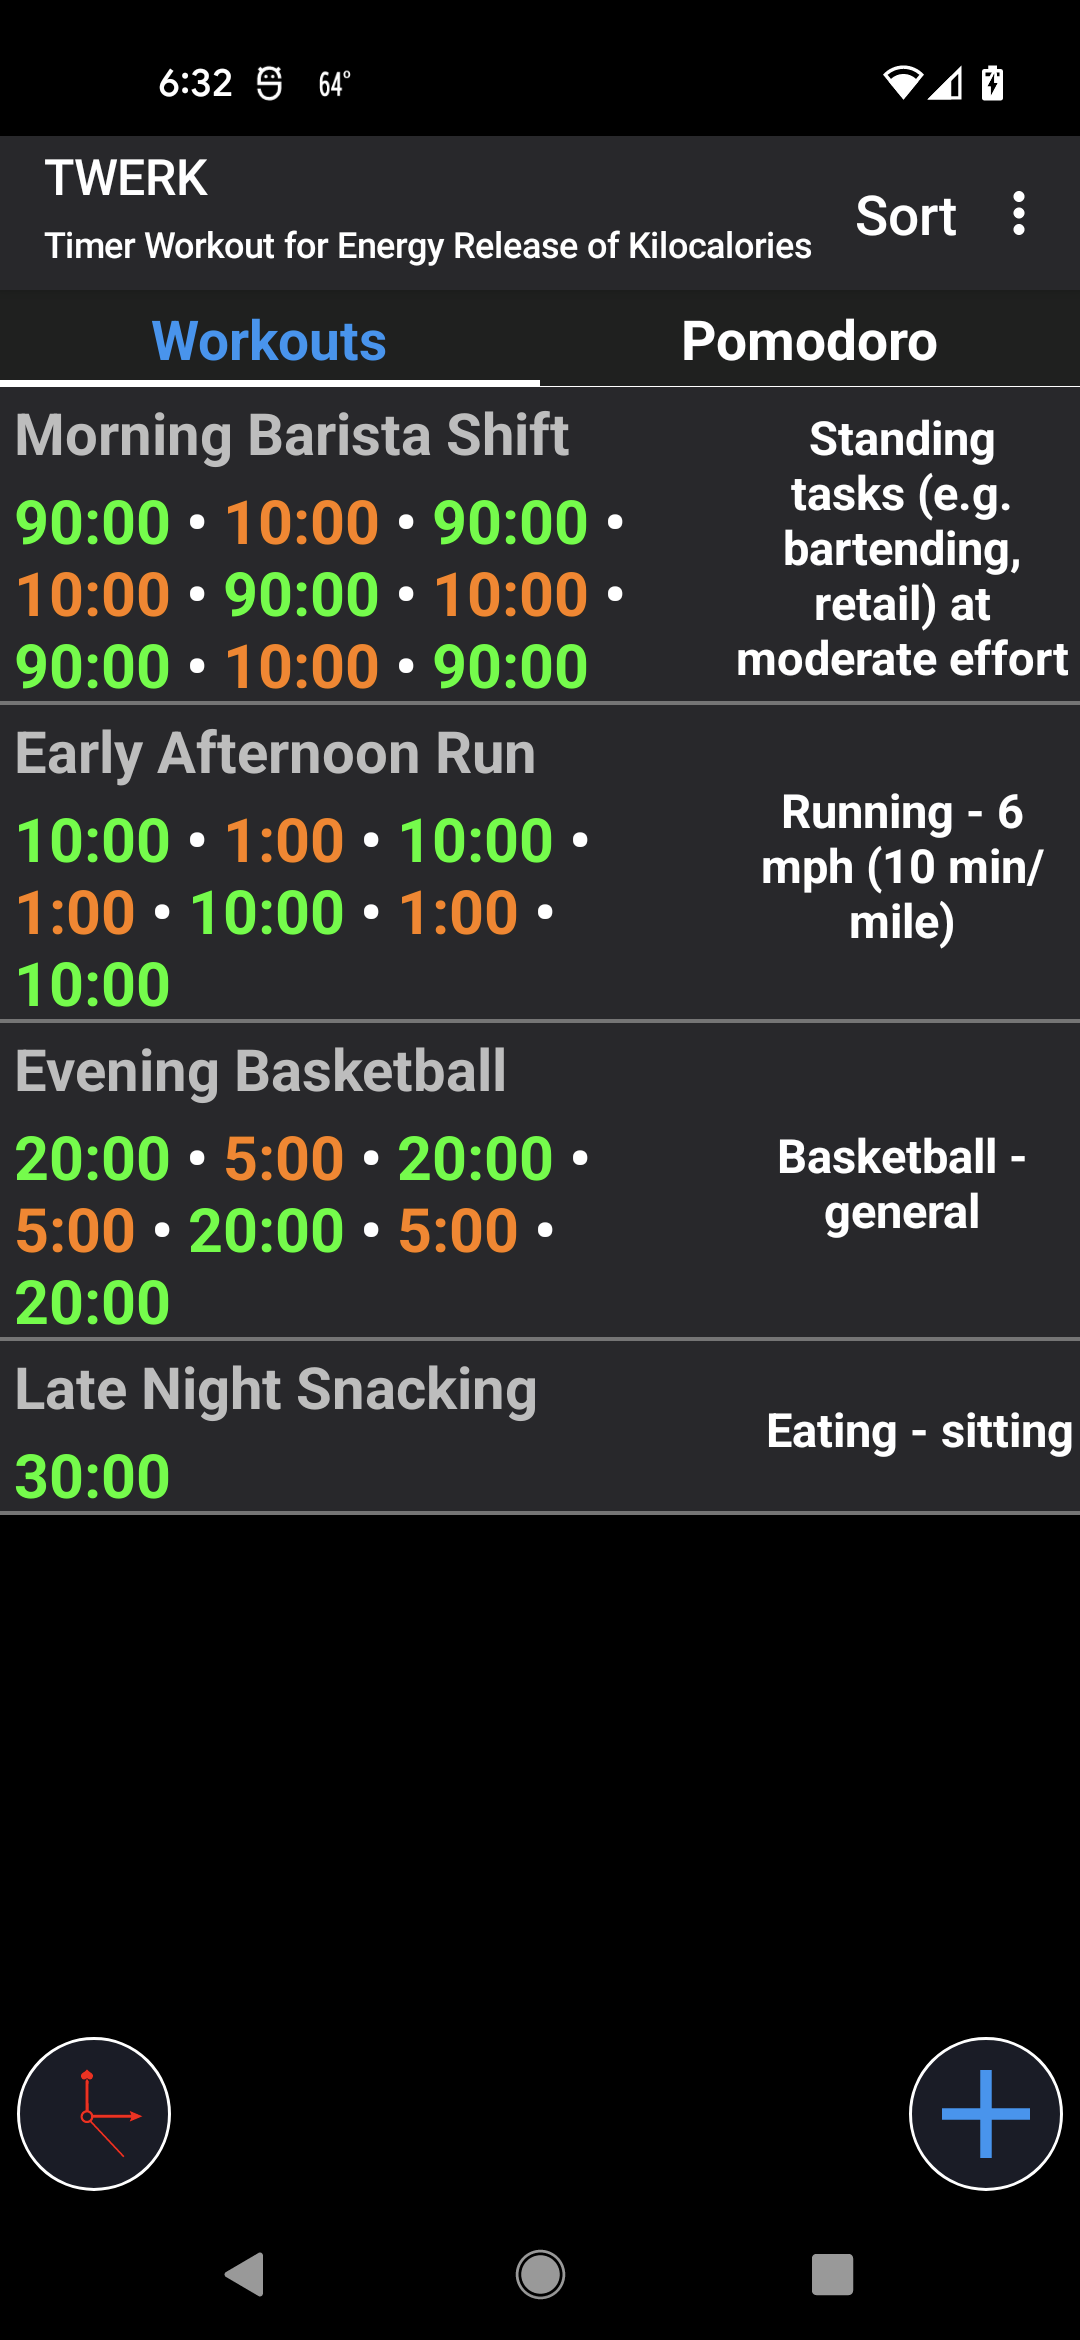 6:32 64°
TWERK
Timer Workout for Energy Release of Kilocalories
Sort
Workouts
Pomodoro
Morning Barista Shift
90:00 • 10:00 • 90:00 •
10:00 • 90:00 • 10:00 •
90:00 • 10:00 • 90:00
Standing
tasks (e.g.
bartending,
retail) at
moderate effort
Early Afternoon Run
10:00 • 1:00 • 10:00 •
1:00 • 10:00 • 1:00 •
10:00
Running - 6
mph (10 min/
mile)
Evening Basketball
20:00 • 5:00 • 20:00 •
5:00 • 20:00 • 5:00 •
20:00
Basketball -
general
Late Night Snacking
30:00
Eating - sitting